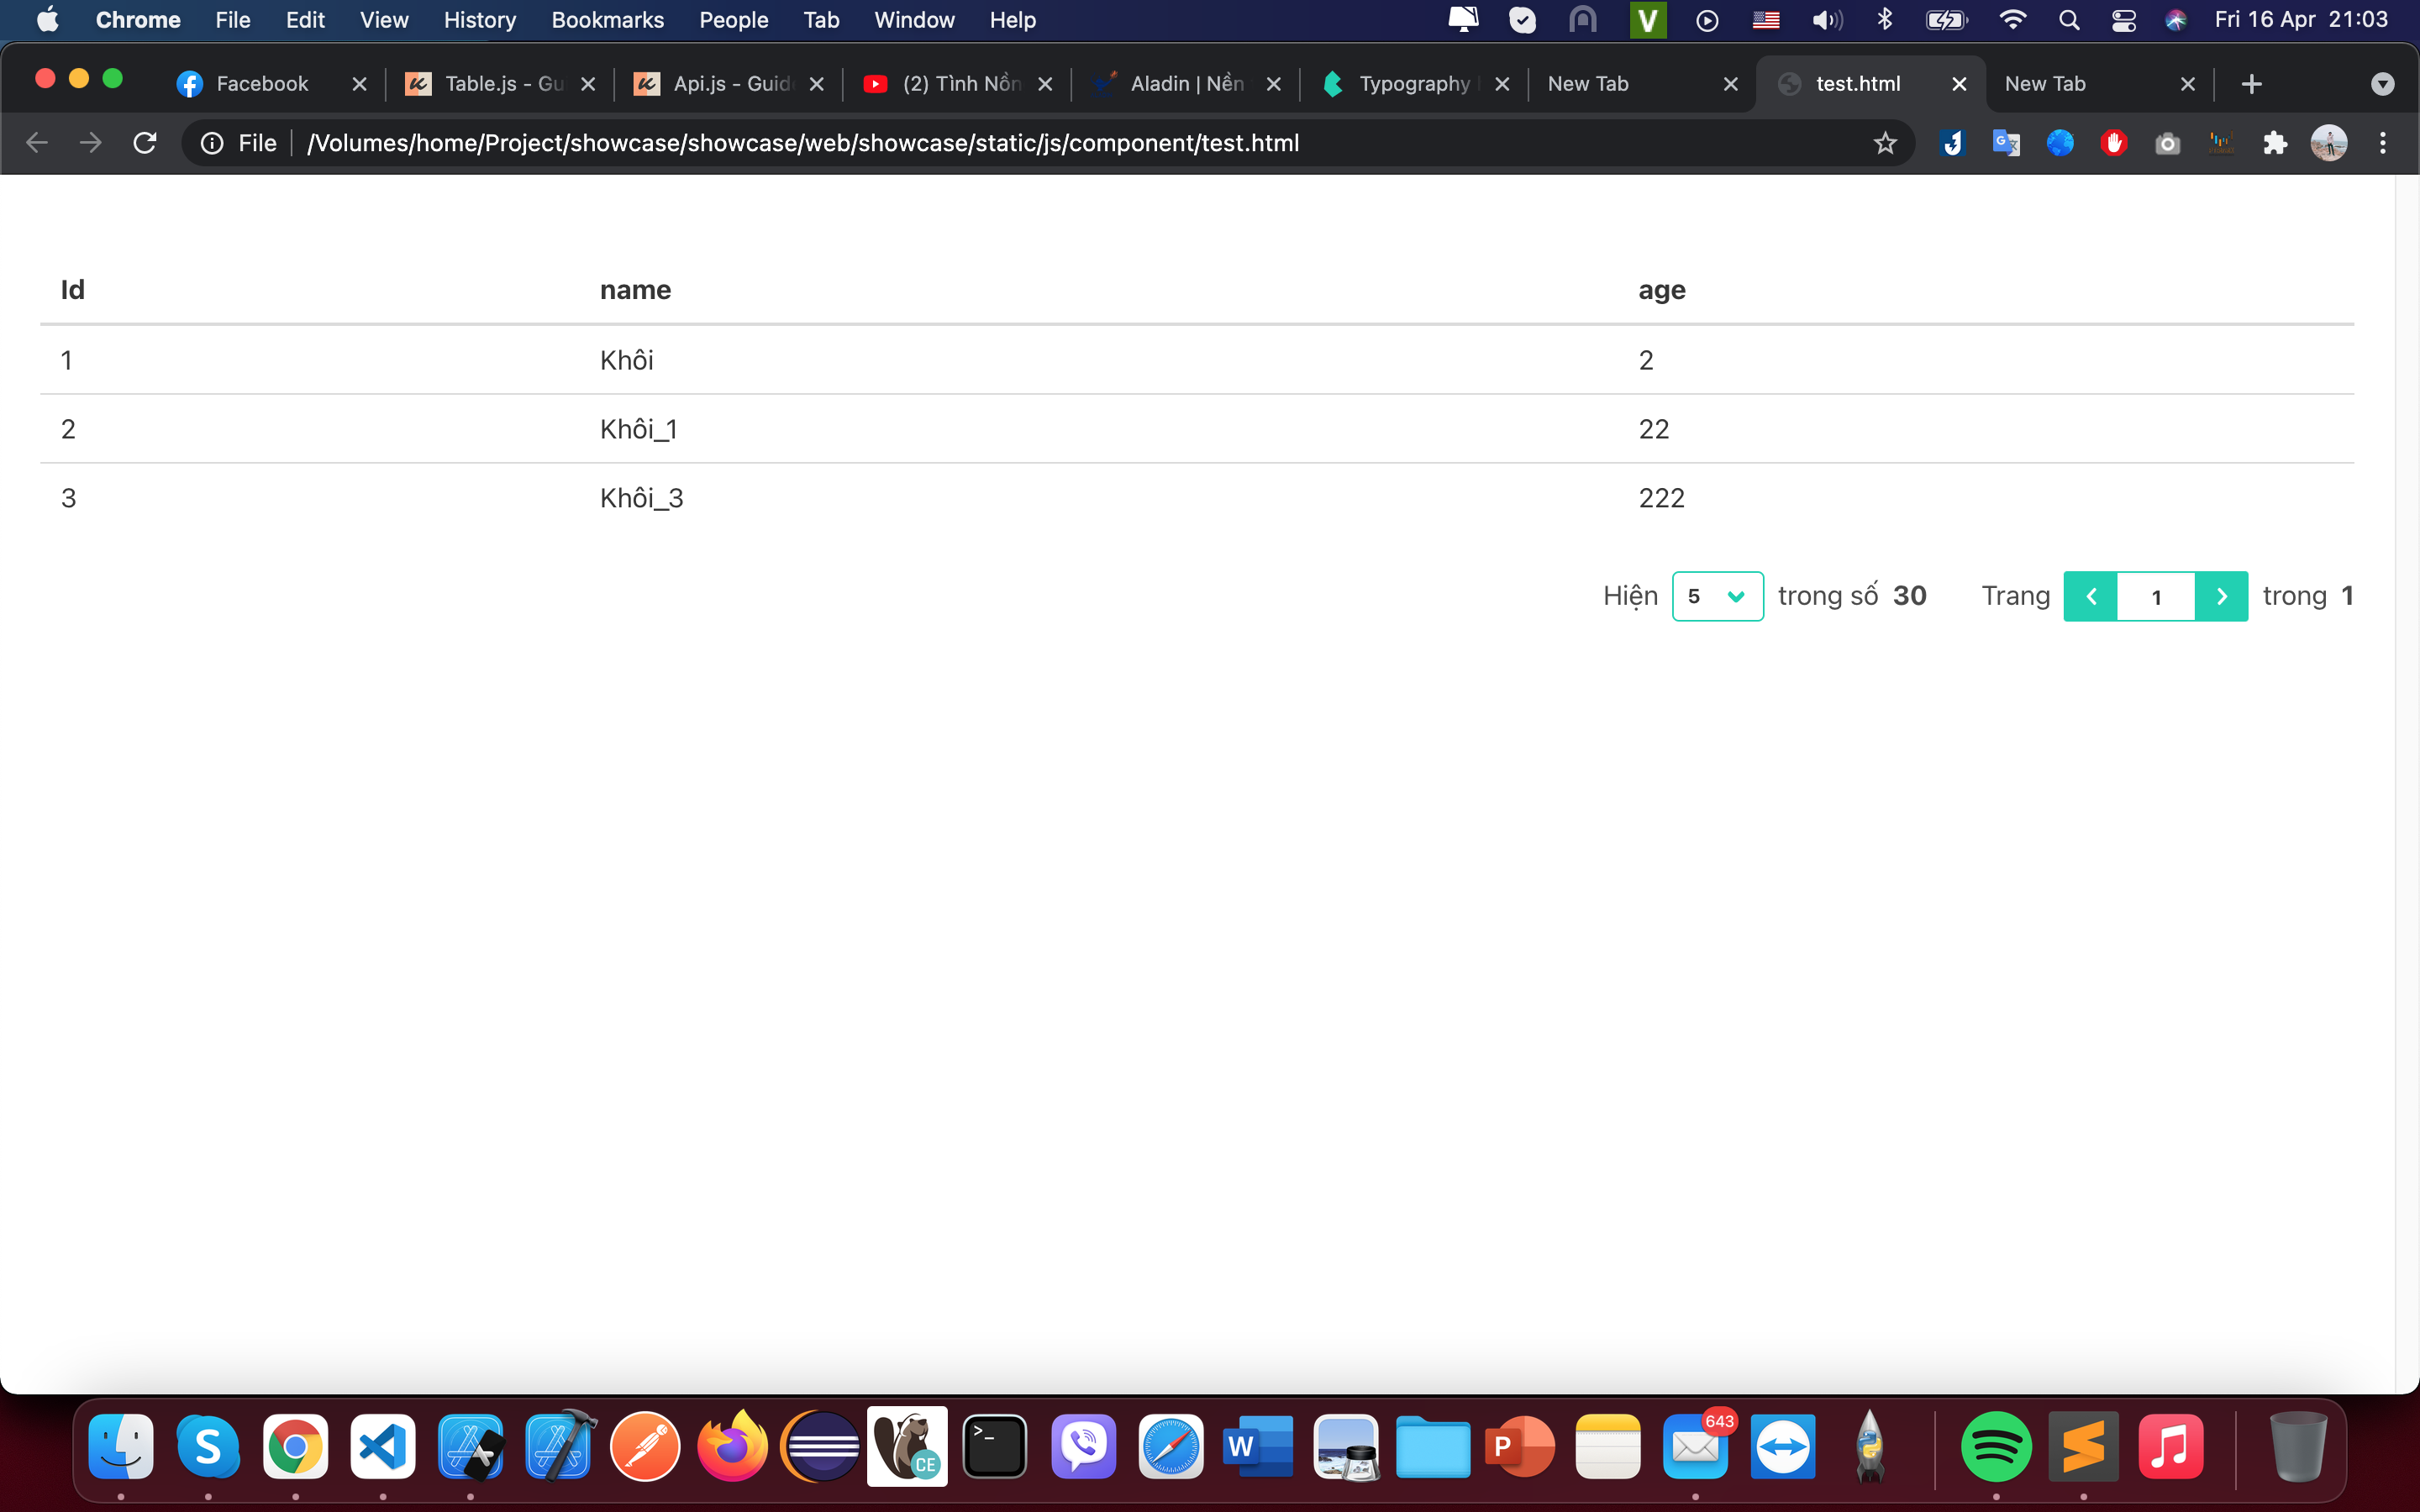 Chrome File Edit View History Bookmarks People Tab Window Help V Fri 16 Apr 21:03
Facebook Table.js - Gu Api.js - Guid (2) Tình Nồn Aladin | Nền Typography New Tab test.html New Tab
File /Volumes/home/Project/showcase/showcase/web/showcase/static/js/component/test.html
Id name age
1 Khôi 2
2 Khôi_1 22
3 Khôi_3 222
Hiện 5 trong số 30 Trang 1 trong 1
S CE >_ W P 643